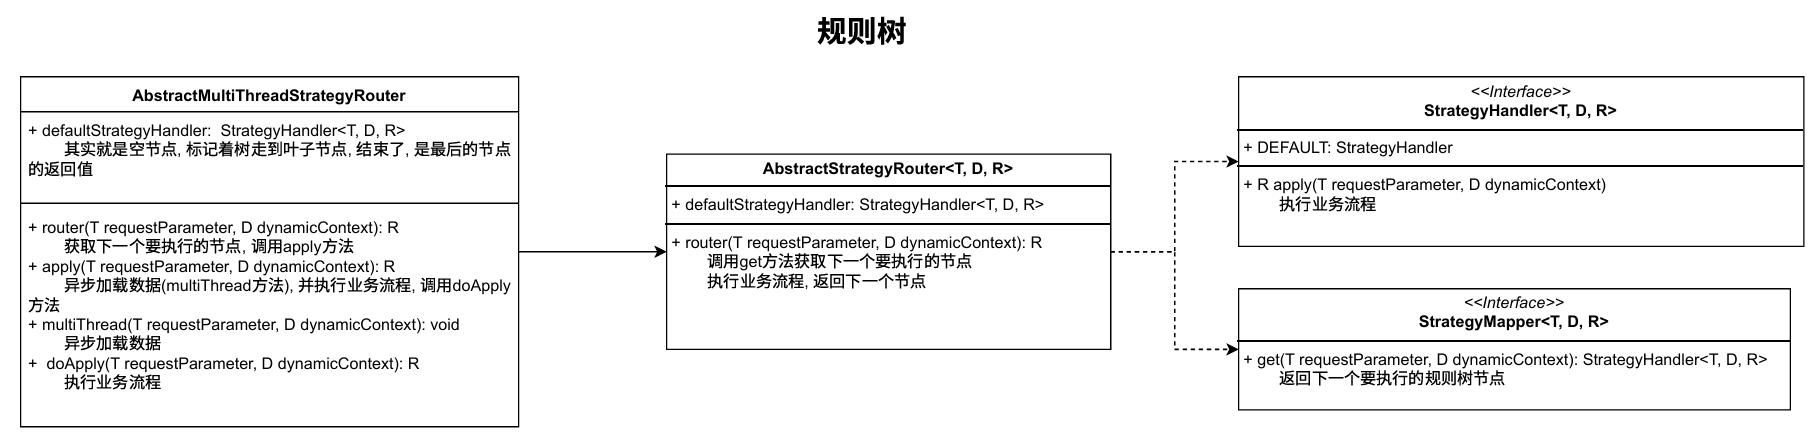 规则树
AbstractMultiThreadStrategyRouter
+ defaultStrategyHandler:  StrategyHandler<T, D, R>
其实就是空节点, 标记着树走到叶子节点, 结束了, 是最后的节点
的返回值
+ router(T requestParameter, D dynamicContext): R
获取下一个要执行的节点, 调用apply方法
+ apply(T requestParameter, D dynamicContext): R
异步加载数据(multiThread方法), 并执行业务流程, 调用doApply
方法
+ multiThread(T requestParameter, D dynamicContext): void
异步加载数据
+  doApply(T requestParameter, D dynamicContext): R
执行业务流程
AbstractStrategyRouter<T, D, R>
+ defaultStrategyHandler: StrategyHandler<T, D, R>
+ router(T requestParameter, D dynamicContext): R
调用get方法获取下一个要执行的节点
执行业务流程, 返回下一个节点
<<Interface>>
StrategyHandler<T, D, R>
+ DEFAULT: StrategyHandler
+ R apply(T requestParameter, D dynamicContext)
执行业务流程
<<Interface>>
StrategyMapper<T, D, R>
+ get(T requestParameter, D dynamicContext): StrategyHandler<T, D, R>
返回下一个要执行的规则树节点